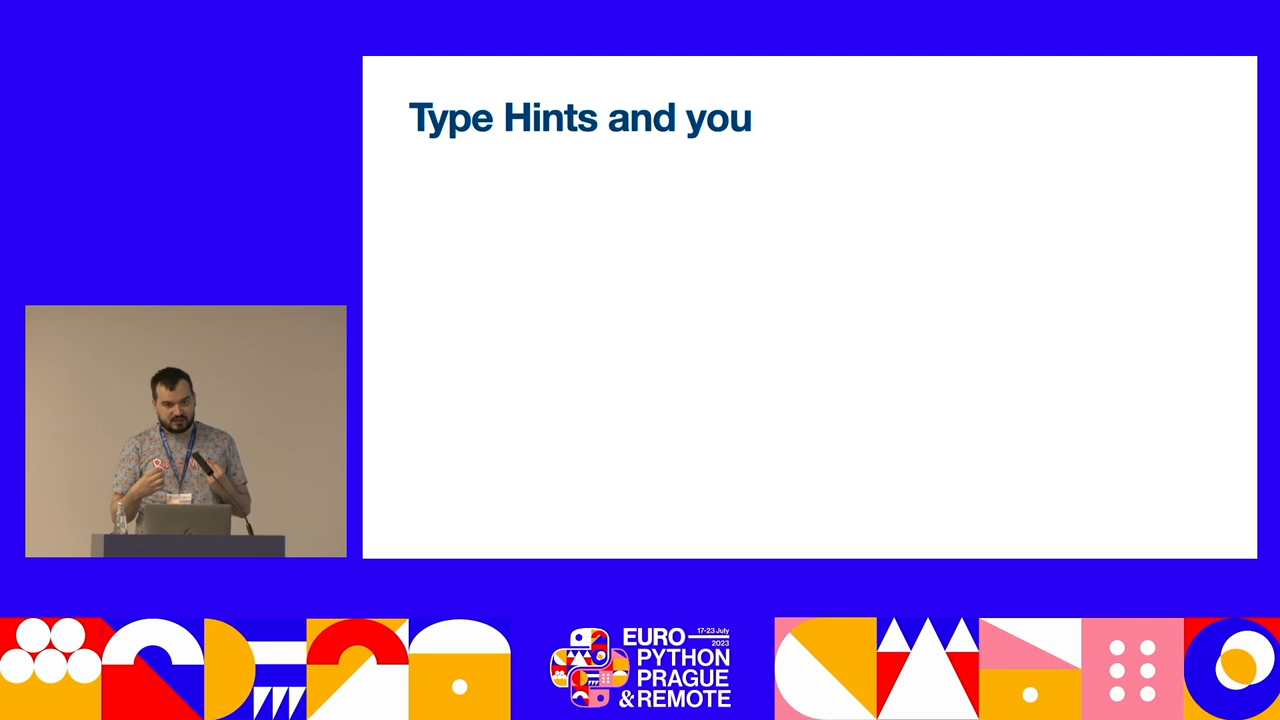 Type Hints and you
EURO
17-23 July
2023
PYTHON
PRAGUE
& REMOTE